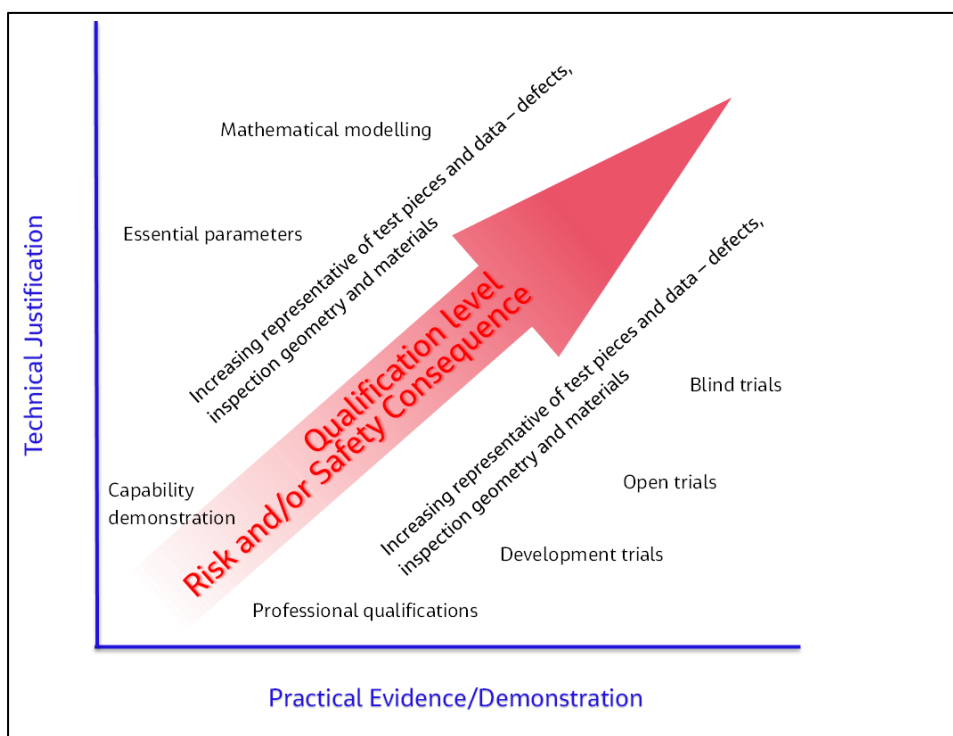 Mathematical modelling
Essential parameters
Increasing representative of test pieces and data – defects,
inspection geometry and materials
Technical Justification
Qualification level
Risk and/or Safety Consequence
Increasing representative of test pieces and data – defects,
inspection geometry and materials
Blind trials
Open trials
Capability
demonstration
Development trials
Professional qualifications
Practical Evidence/Demonstration